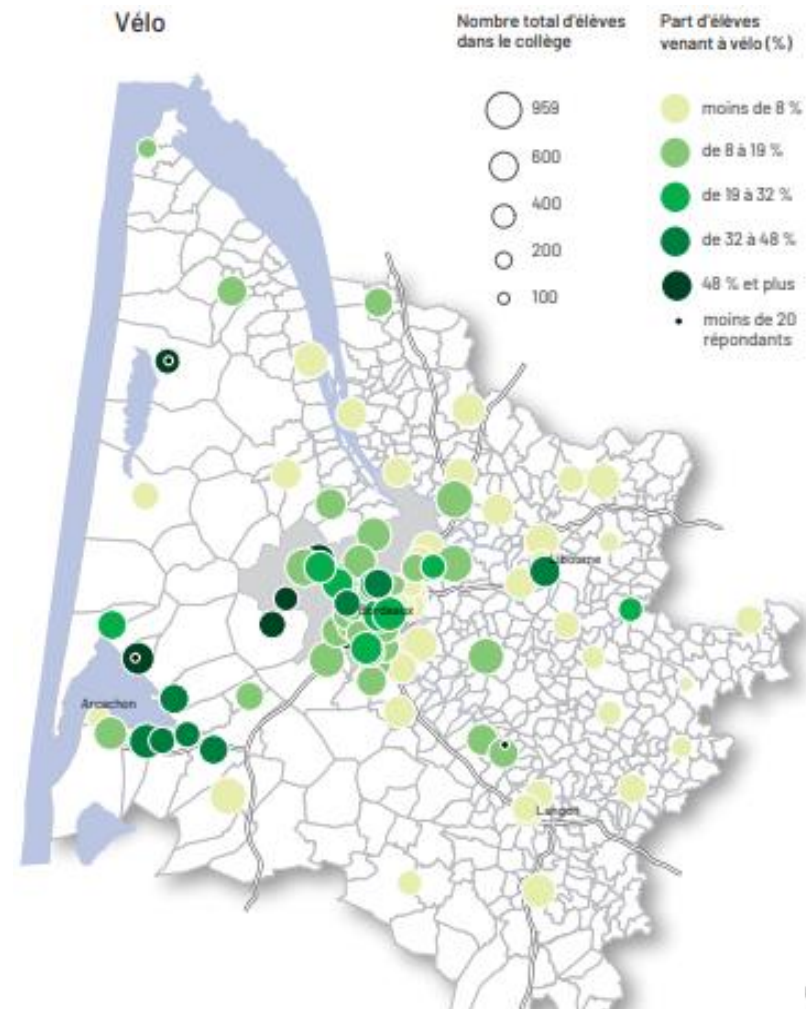 Vélo
Nombre total d'élèves
dans le collège
959
600
400
200
100
Part d'élèves
venant à vélo (%)
moins de 8 %
de 8 à 19 %
de 19 à 32 %
de 32 à 48 %
48 % et plus
moins de 20
répondants
Libourne
Bordeaux
Arcachon
Langon